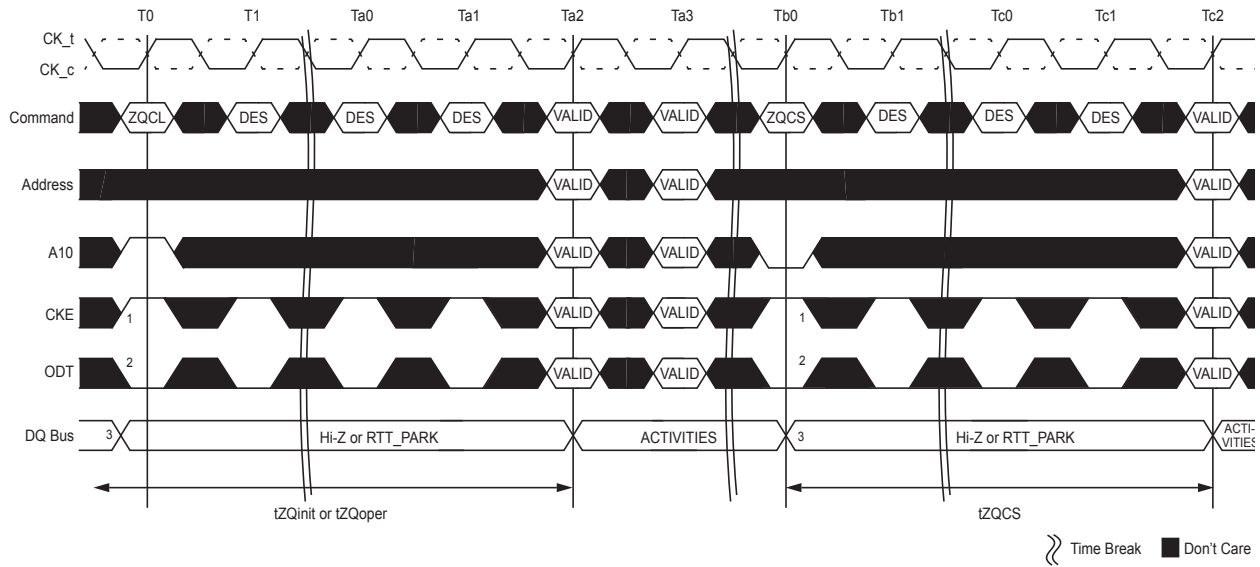 T0 T1 Ta0 Ta1 Ta2 Ta3 Tb0 Tb1 Tc0 Tc1 Tc2
CK_t
CK_c
Command ZQCL DES DES DES VALID VALID ZQCS DES DES DES VALID
Address VALID VALID VALID
A10 VALID VALID VALID
CKE 1 VALID VALID 1 VALID
ODT 2 VALID VALID 2 VALID
DQ Bus 3 Hi-Z or RTT_PARK ACTIVITIES 3 Hi-Z or RTT_PARK ACTI-
VITIES
tZQinit or tZQoper tZQCS
Time Break Don't Care